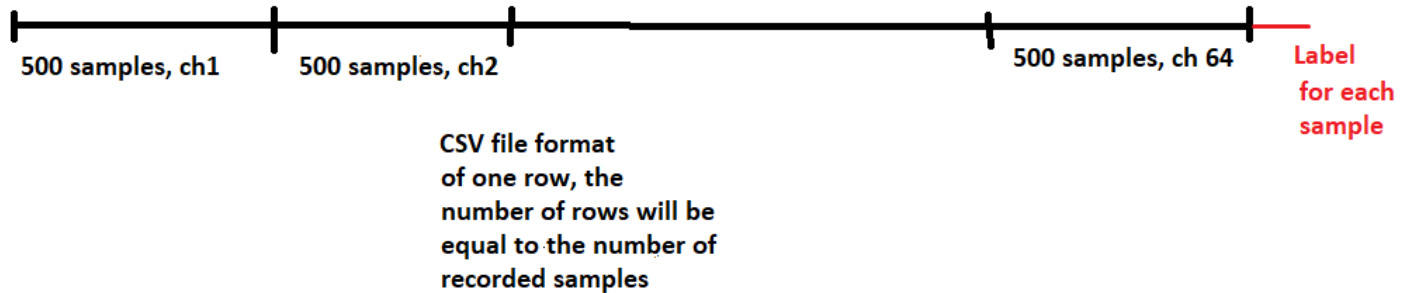 500 samples, ch1
500 samples, ch2
500 samples, ch 64
Label
for each
sample
CSV file format
of one row, the
number of rows will be
equal to the number of
recorded samples